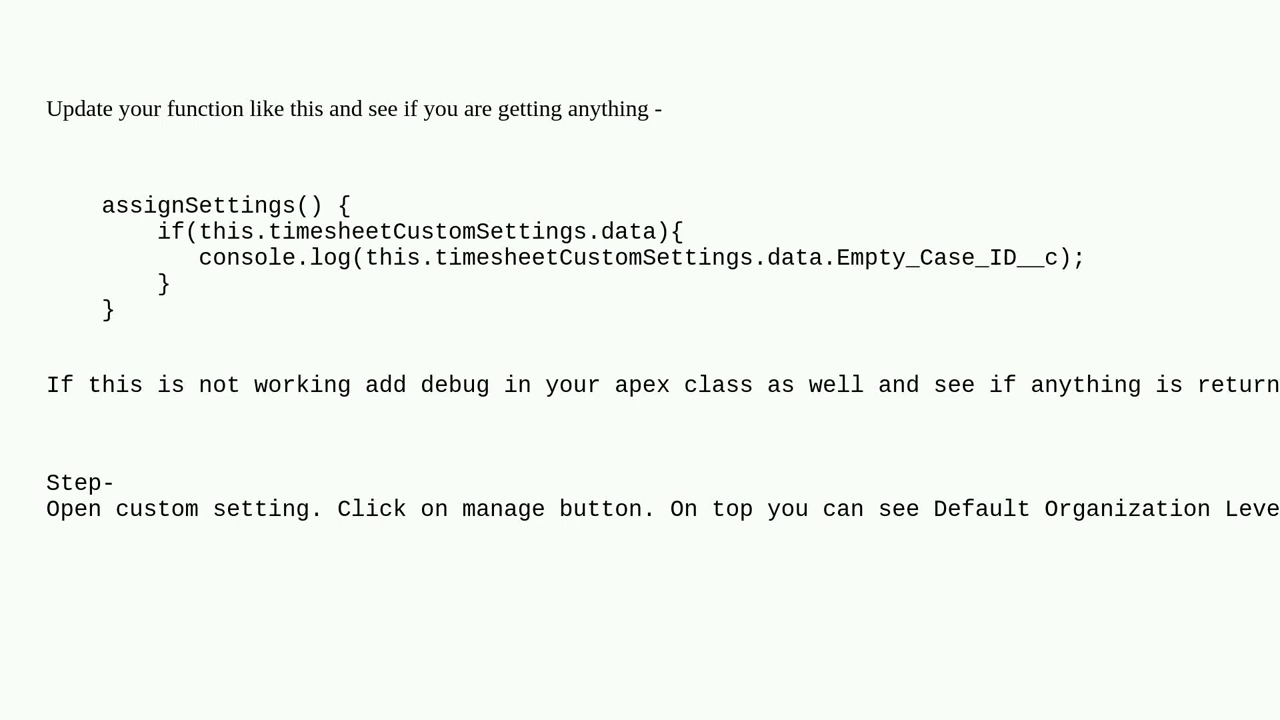 Update your function like this and see if you are getting anything -
assignSettings() {
if(this.timesheetCustomSettings.data){
console.log(this.timesheetCustomSettings.data.Empty_Case_ID__c);
}
}
If this is not working add debug in your apex class as well and see if anything is return
Step-
Open custom setting. Click on manage button. On top you can see Default Organization Leve